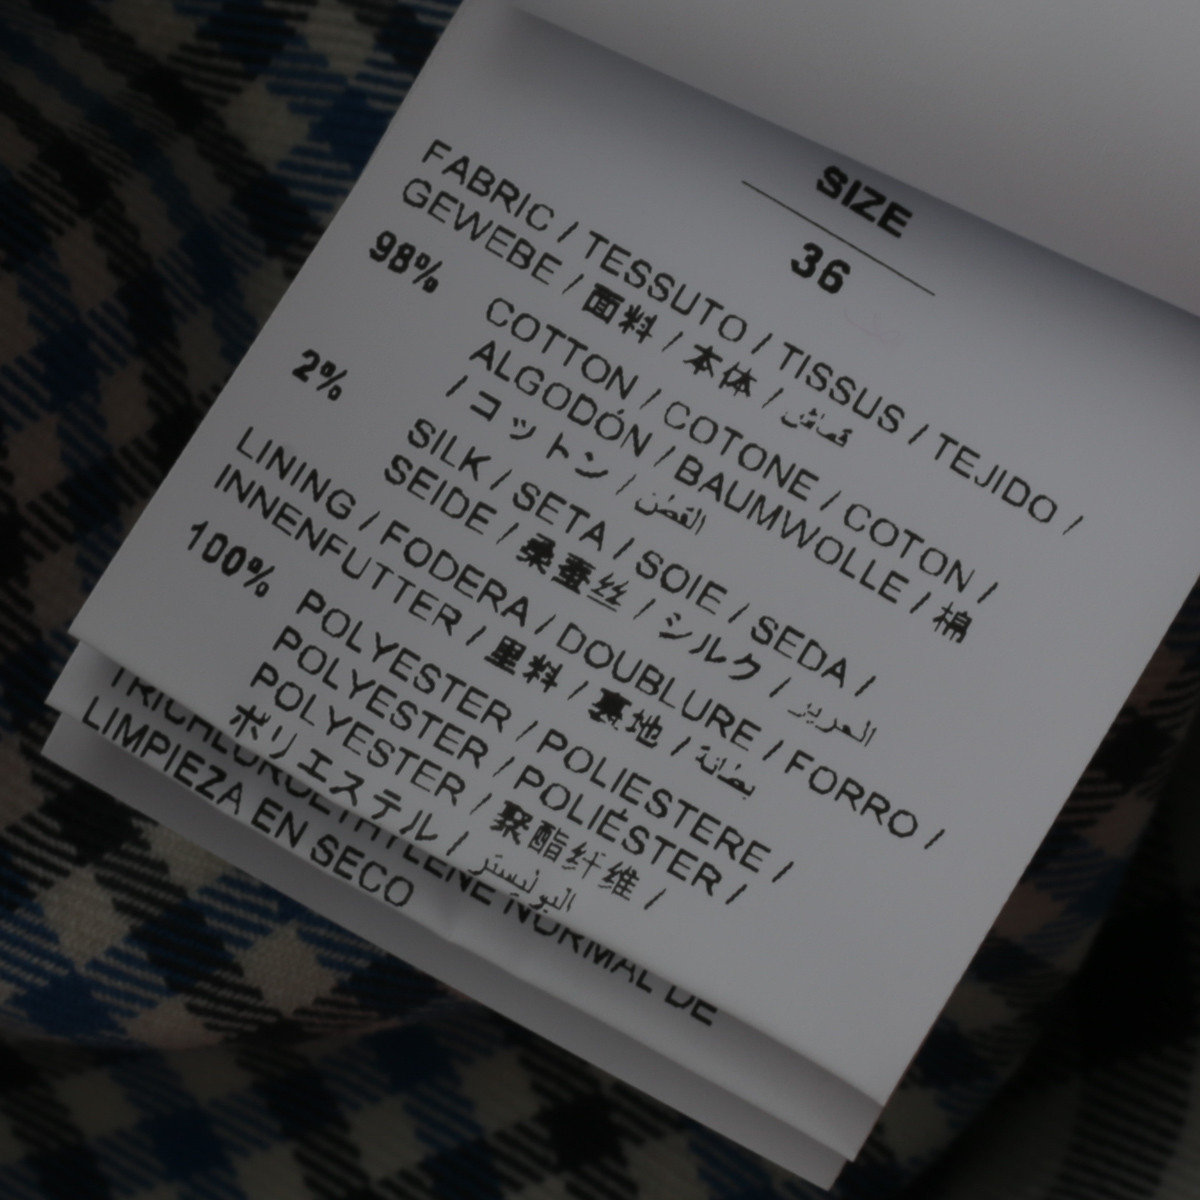 SIZE
36
FABRIC / TESSUTO / TISSUS / TEJIDO /
GEWEBE / 面料 / 本体 / قماش
98%
COTTON / COTONE / COTON /
ALGODÓN / BAUMWOLLE / 棉
/ コットン / القطن
2%
SILK / SETA / SOIE / SEDA /
SEIDE / 桑蚕丝 / シルク / الحرير
LINING / FODERA / DOUBLURE / FORRO /
INNENFUTTER / 里料 / 裏地 / بطانة
100%
POLYESTER / POLIESTERE /
POLYESTER / POLIÉSTER /
POLYESTER / 聚酯纤维 /
ポリエステル / البوليستر
TRICHLOROETHYLENE NORMAL DE
LIMPIEZA EN SECO